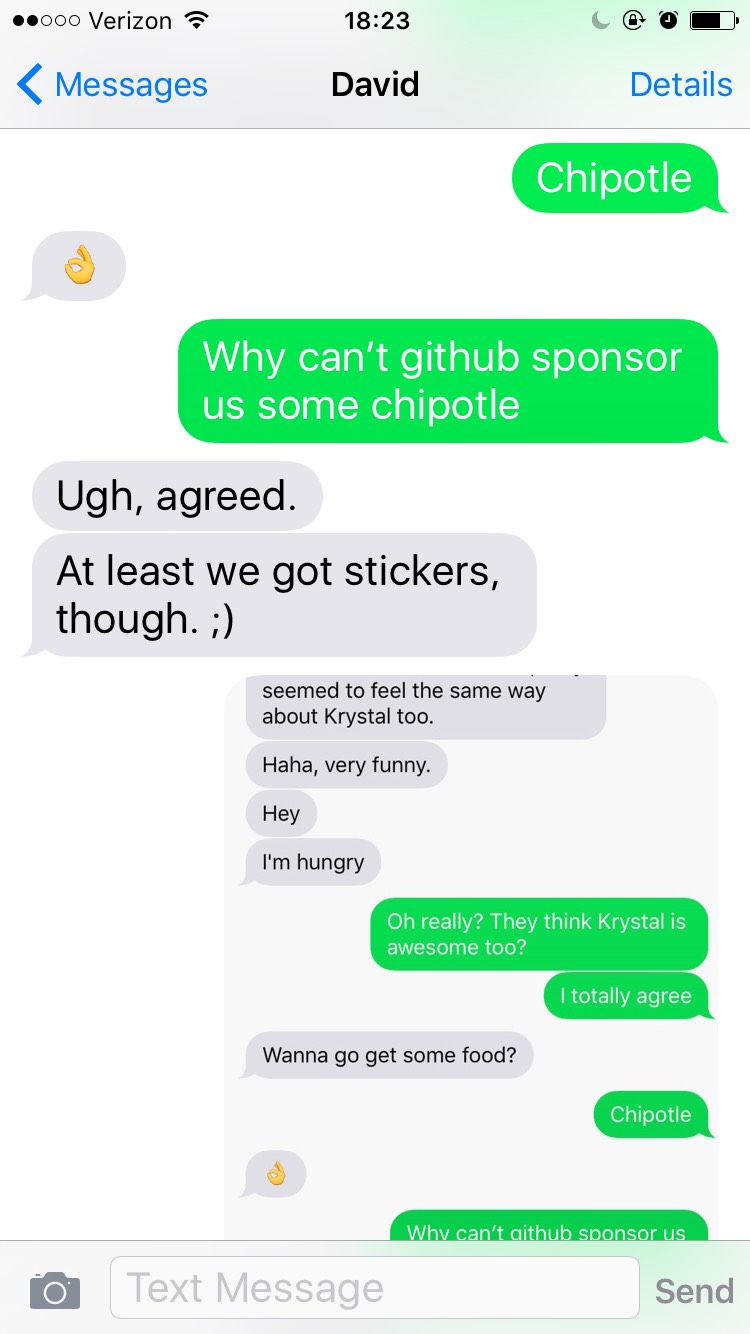 Verizon 18:23
Messages David Details
Chipotle
👌
Why can’t github sponsor
us some chipotle
Ugh, agreed.
At least we got stickers,
though. ;)
seemed to feel the same way
about Krystal too.
Haha, very funny.
Hey
I'm hungry
Oh really? They think Krystal is
awesome too?
I totally agree
Wanna go get some food?
Chipotle
👌
Why can’t github sponsor us
Text Message Send